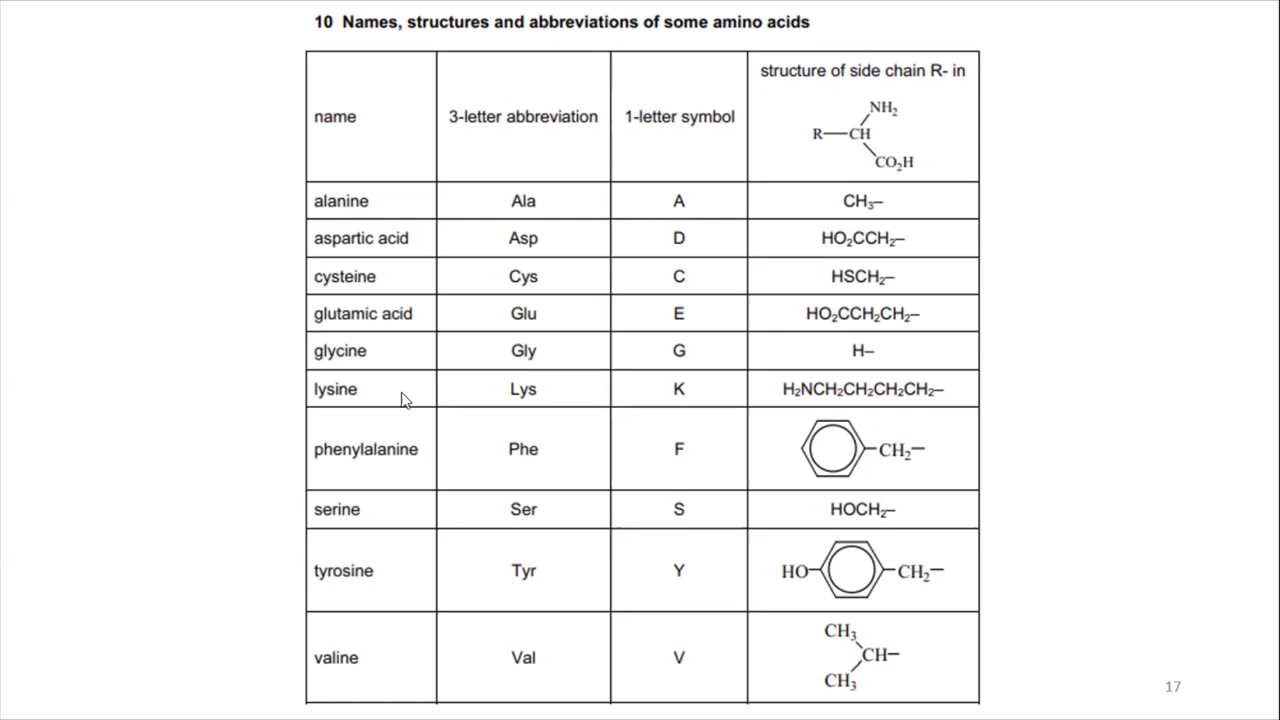 10 Names, structures and abbreviations of some amino acids
name
3-letter abbreviation
1-letter symbol
structure of side chain R- in
NH₂
R—CH
CO₂H
alanine Ala A CH₃–
aspartic acid Asp D HO₂CCH₂–
cysteine Cys C HSCH₂–
glutamic acid Glu E HO₂CCH₂CH₂–
glycine Gly G H–
lysine Lys K H₂NCH₂CH₂CH₂CH₂–
phenylalanine Phe F CH₂–
serine Ser S HOCH₂–
tyrosine Tyr Y HO CH₂–
valine Val V
CH₃
CH–
CH₃
17